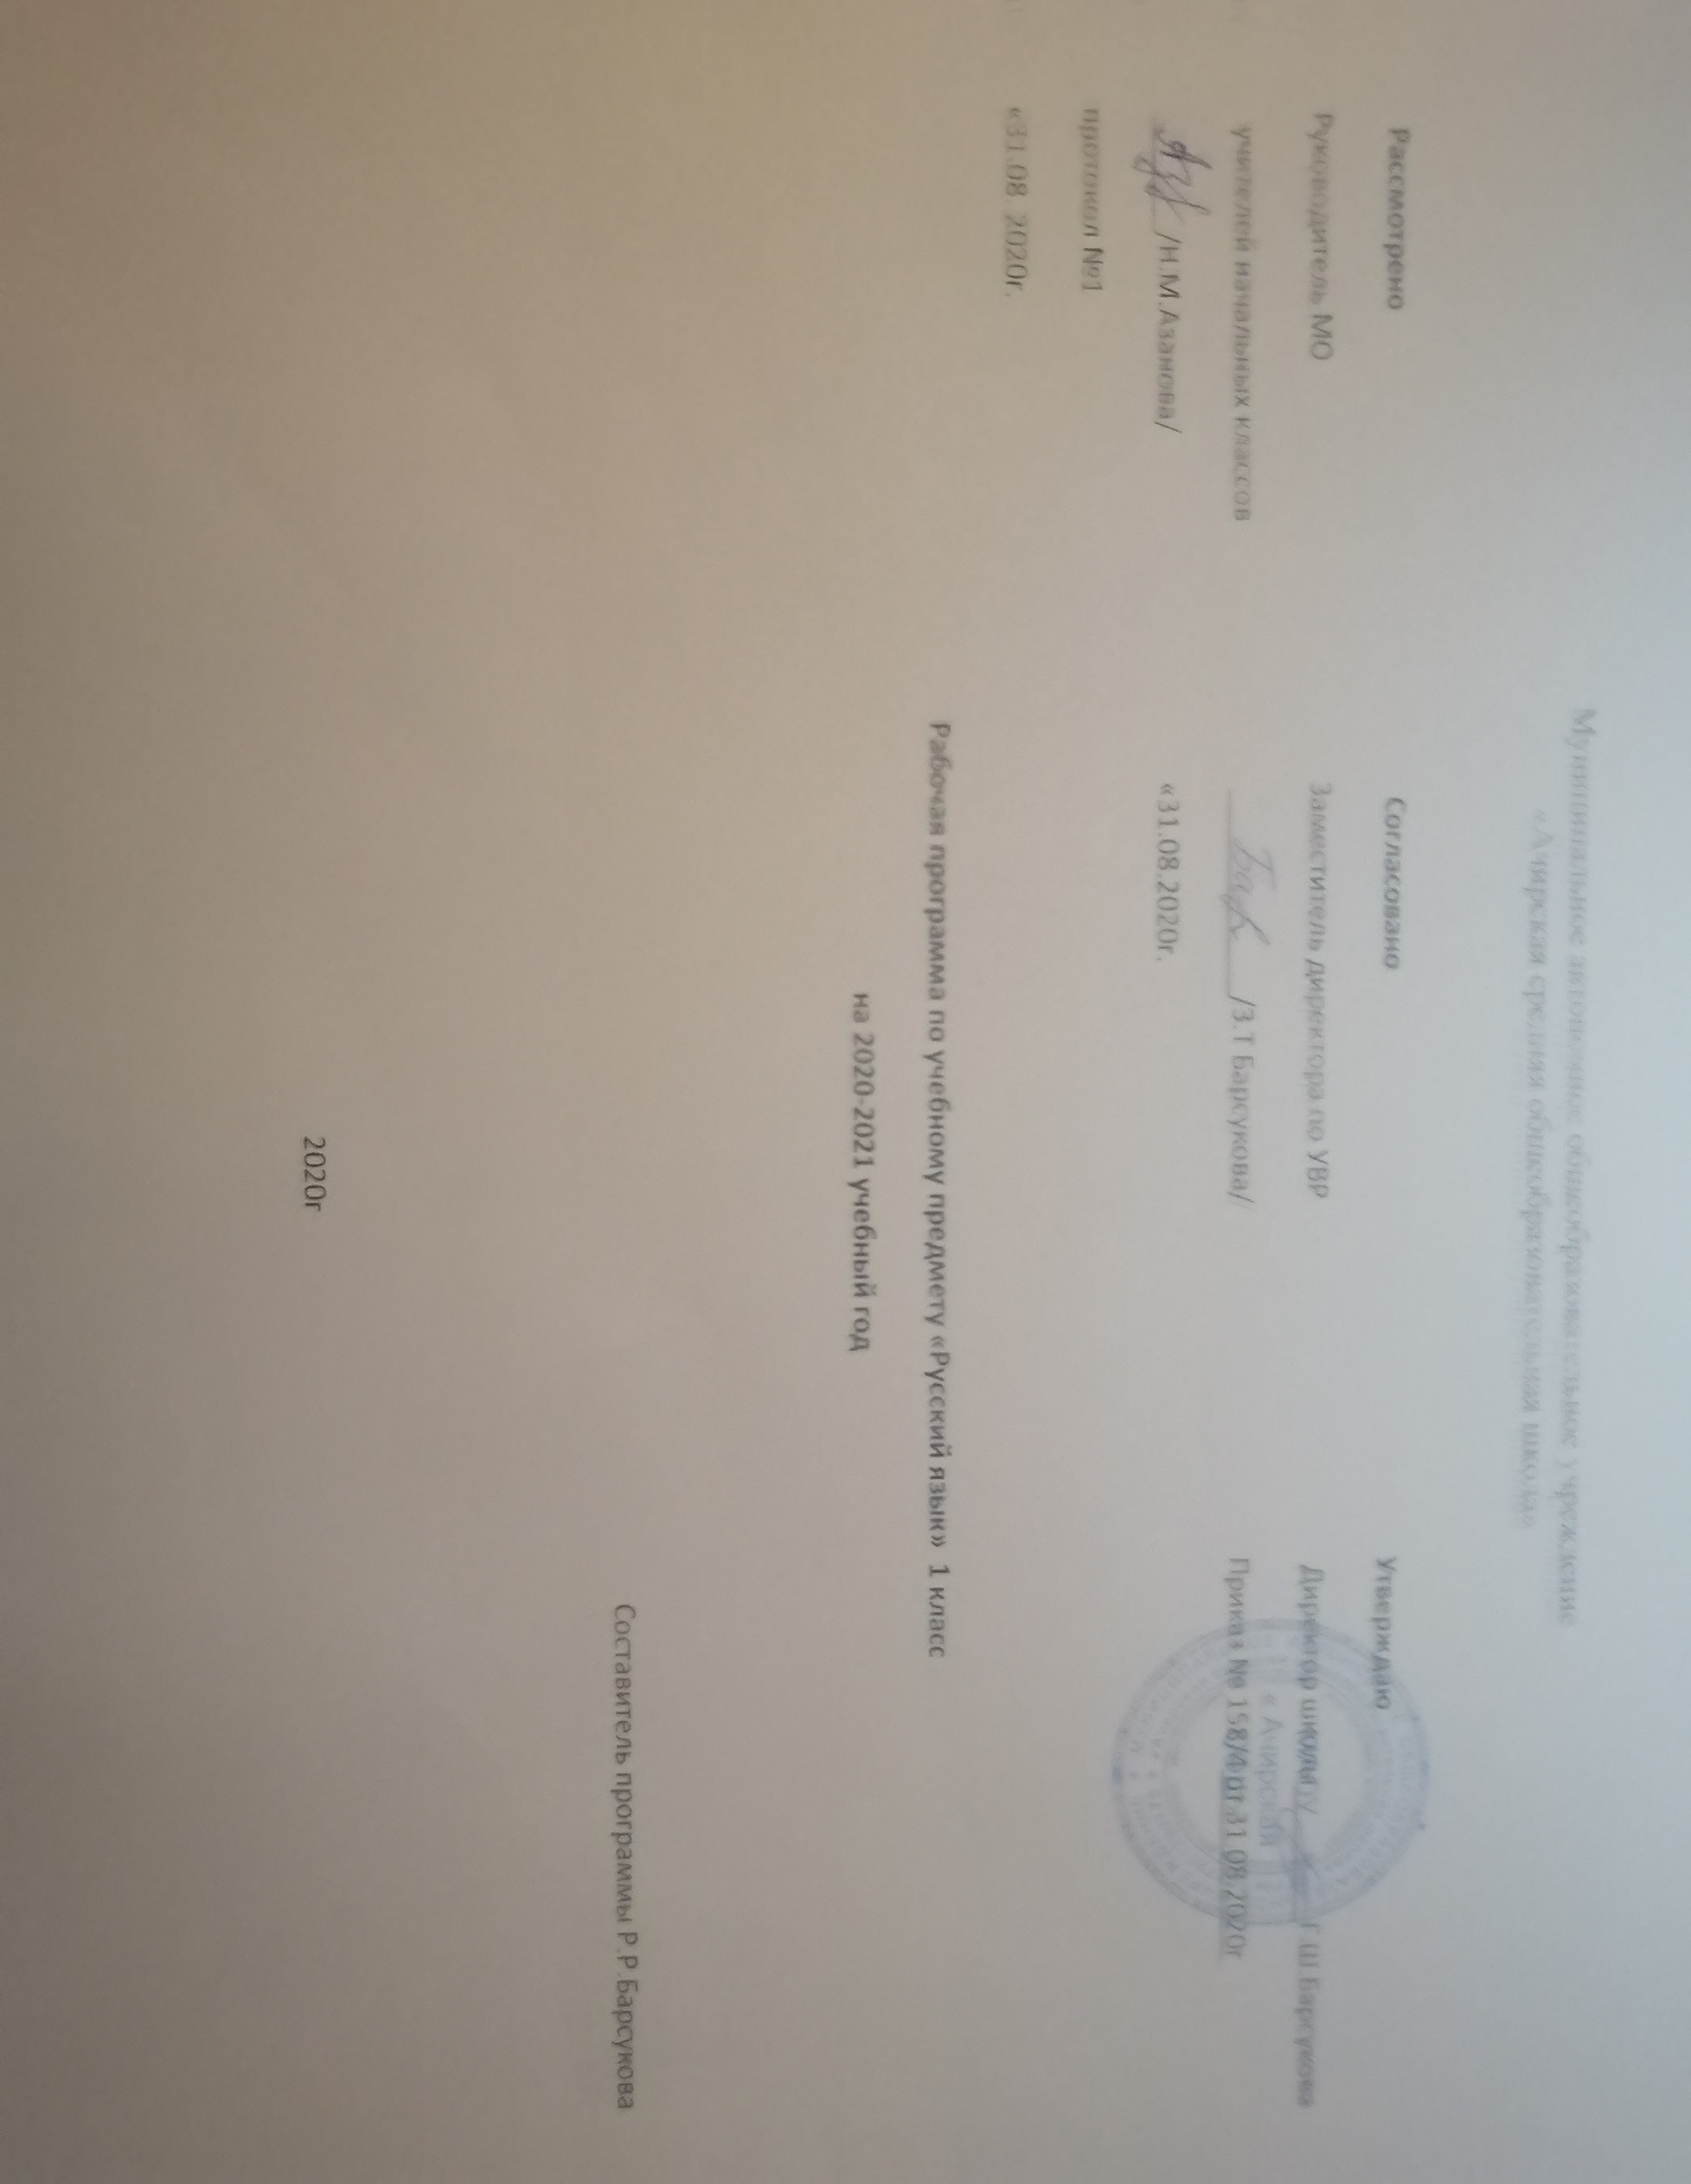 Муниципальное автономное общеобразовательное учреждение
«Ачирская средняя общеобразовательная школа»
Рассмотрено
Руководитель МО
учителей начальных классов
/Н.М.Азанова/
протокол №1
«31.08. 2020г.
Согласовано
Заместитель директора по УВР
/З.Т Барсукова/
«31.08.2020г.
Утверждаю
Директор школы Г.Ш.Барсукова
Приказ № 158/4 от 31.08.2020г
« Ачирская
Рабочая программа по учебному предмету «Русский язык» 1 класс
на 2020-2021 учебный год
Составитель программы Р.Р.Барсукова
2020г